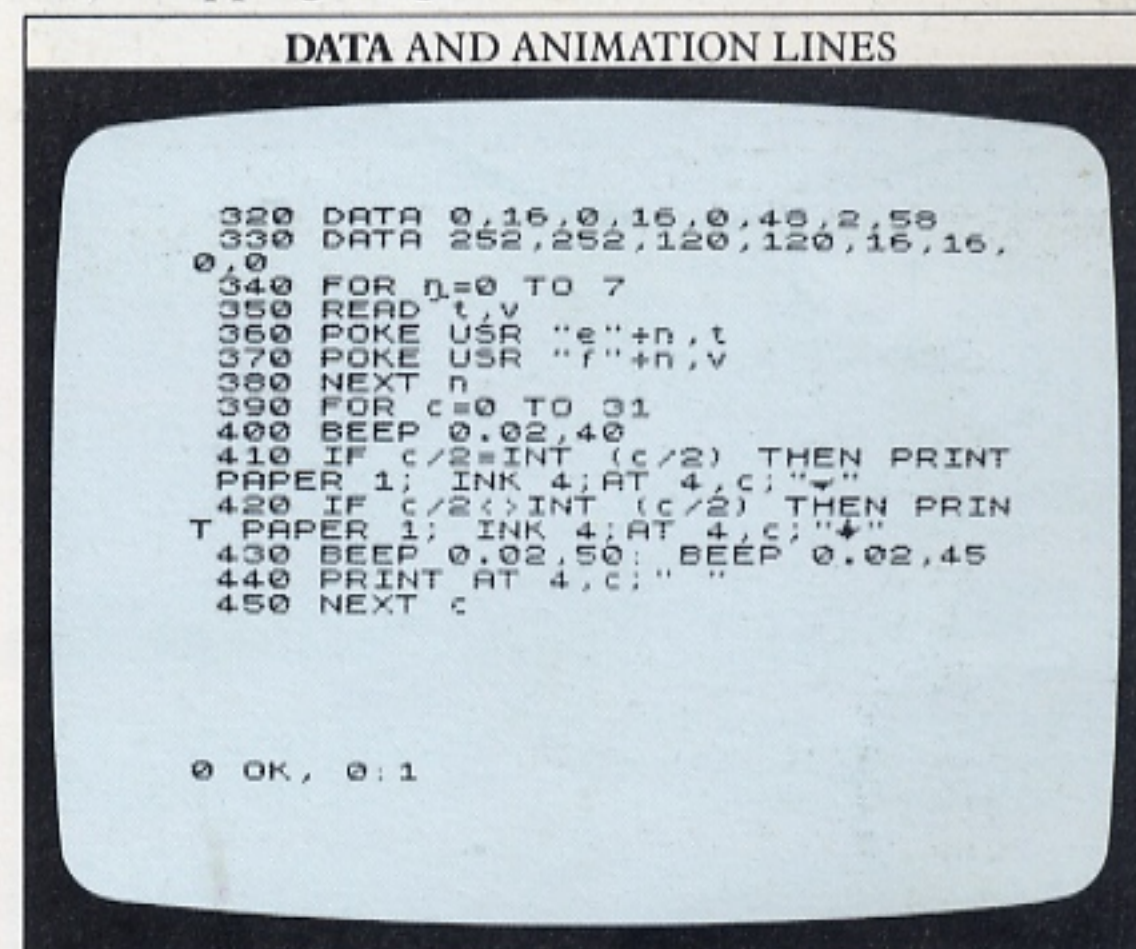 DATA AND ANIMATION LINES
320 DATA 0,16,0,16,0,48,2,58
330 DATA 252,252,120,120,16,16,
0,0
340 FOR n=0 TO 7
350 READ t,v
360 POKE USR "e"+n,t
370 POKE USR "f"+n,v
380 NEXT n
390 FOR c=0 TO 31
400 BEEP 0.02,40
410 IF c/2=INT (c/2) THEN PRINT
PAPER 1; INK 4;AT 4,c;" "
420 IF c/2<>INT (c/2) THEN PRIN
T PAPER 1; INK 4;AT 4,c;" "
430 BEEP 0.02,50: BEEP 0.02,45
440 PRINT AT 4,c;" "
450 NEXT c
0 OK, 0:1